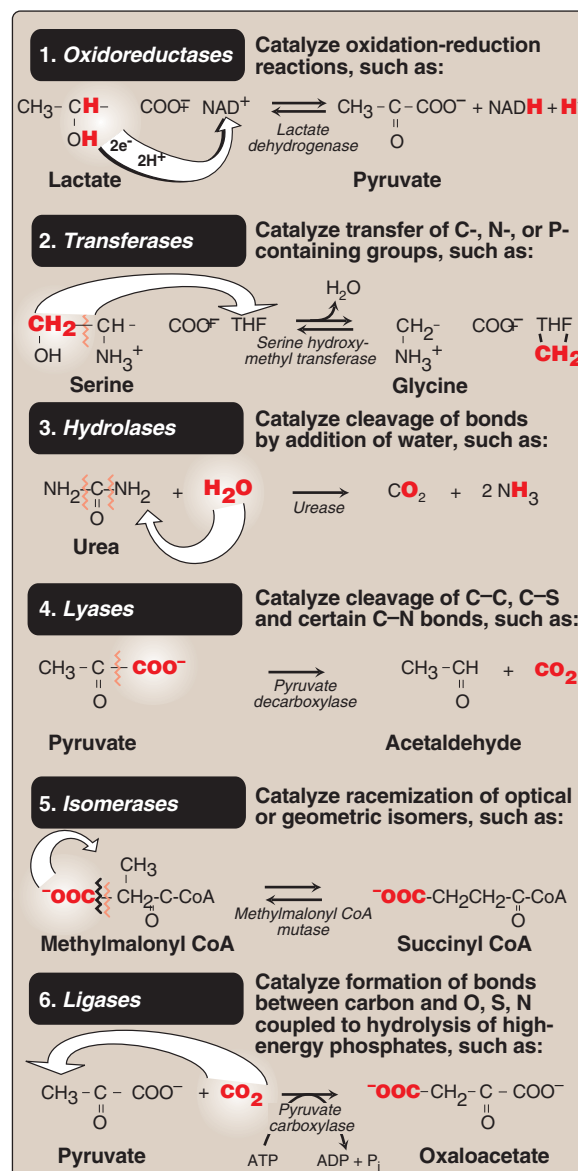 1. Oxidoreductases
Catalyze oxidation-reduction
reactions, such as:
CH3 - CH - COO– + NAD+ ⇌ CH3 - C - COO– + NADH + H
OH O
2e- 2H+
Lactate
dehydrogenase
Lactate Pyruvate
2. Transferases
Catalyze transfer of C-, N-, or P-
containing groups, such as:
H2O
CH2 - CH - COO– + THF ⇌ CH2 - COO– THF
OH NH3+ NH3+ CH2
Serine hydroxy-
methyl transferase
Serine Glycine
3. Hydrolases
Catalyze cleavage of bonds
by addition of water, such as:
NH2 - C - NH2 + H2O → CO2 + 2 NH3
O
Urease
Urea
4. Lyases
Catalyze cleavage of C–C, C–S
and certain C–N bonds, such as:
CH3 - C - COO– → CH3 - CH + CO2
O O
Pyruvate
decarboxylase
Pyruvate Acetaldehyde
5. Isomerases
Catalyze racemization of optical
or geometric isomers, such as:
CH3
–OOC - CH2 - C - CoA ⇌ –OOC - CH2CH2 - C - CoA
O O
Methylmalonyl CoA
mutase
Methylmalonyl CoA Succinyl CoA
6. Ligases
Catalyze formation of bonds
between carbon and O, S, N
coupled to hydrolysis of high-
energy phosphates, such as:
CH3 - C - COO– + CO2 → –OOC - CH2 - C - COO–
O O
Pyruvate
carboxylase
Pyruvate Oxaloacetate
ATP ADP + Pi